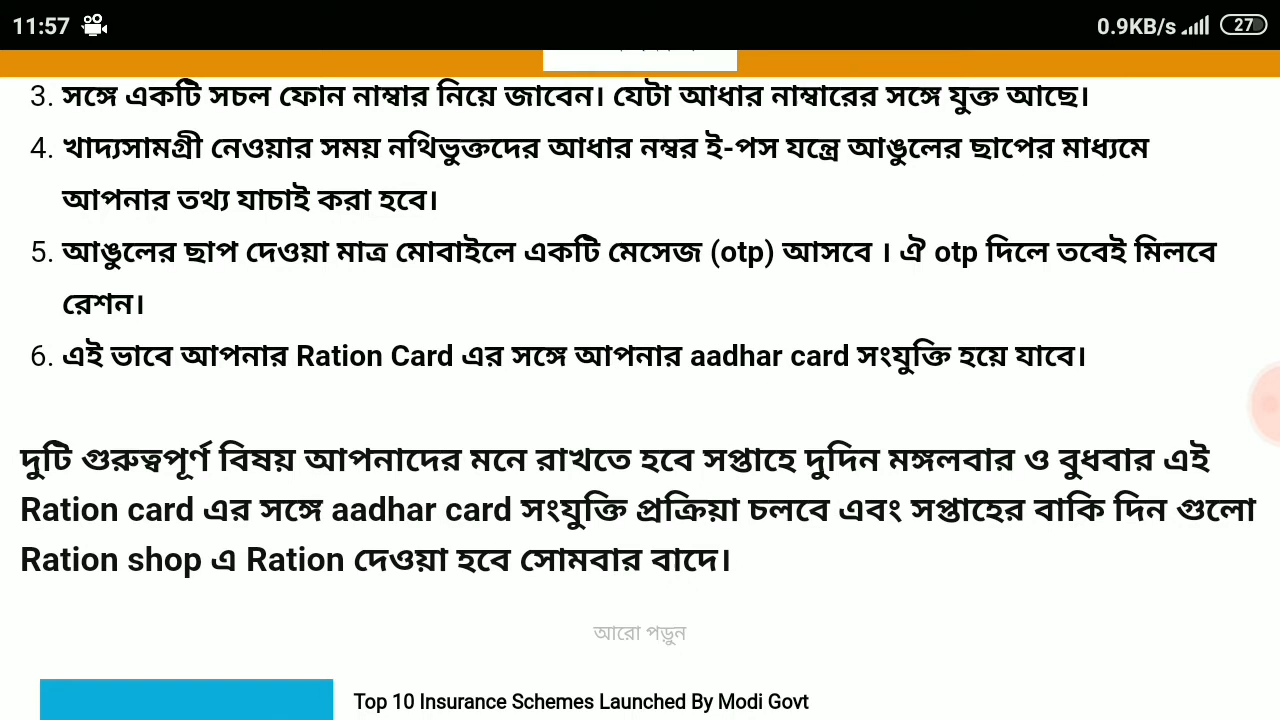 11:57
0.9KB/s
27
3. সঙ্গে একটি সচল ফোন নাম্বার নিয়ে জাবেন। যেটা আধার নাম্বারের সঙ্গে যুক্ত আছে।
4. খাদ্যসামগ্রী নেওয়ার সময় নথিভুক্তদের আধার নম্বর ই-পস যন্ত্রে আঙুলের ছাপের মাধ্যমে
আপনার তথ্য যাচাই করা হবে।
5. আঙুলের ছাপ দেওয়া মাত্র মোবাইলে একটি মেসেজ (otp) আসবে । ঐ otp দিলে তবেই মিলবে
রেশন।
6. এই ভাবে আপনার Ration Card এর সঙ্গে আপনার aadhar card সংযুক্তি হয়ে যাবে।
দুটি গুরুত্বপূর্ণ বিষয় আপনাদের মনে রাখতে হবে সপ্তাহে দুদিন মঙ্গলবার ও বুধবার এই
Ration card এর সঙ্গে aadhar card সংযুক্তি প্রক্রিয়া চলবে এবং সপ্তাহের বাকি দিন গুলো
Ration shop এ Ration দেওয়া হবে সোমবার বাদে।
আরো পড়ুন
Top 10 Insurance Schemes Launched By Modi Govt